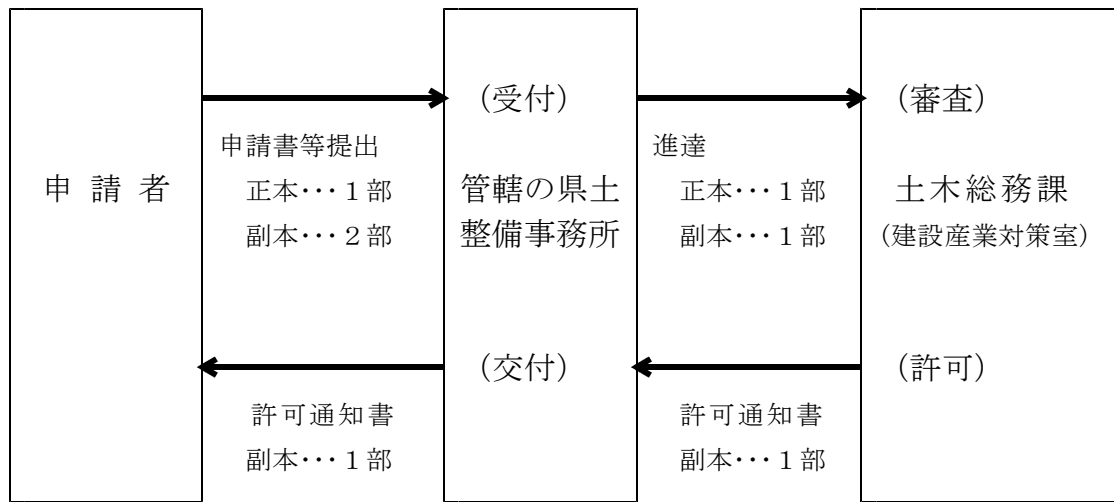 (受付)
(審査)
申請書等提出
進達
申 請 者
正本･･･１部
管轄の県土
正本･･･１部
土木総務課
副本･･･２部
整備事務所
副本･･･１部
(建設産業対策室)
(交付)
(許可)
許可通知書
許可通知書
副本･･･１部
副本･･･１部